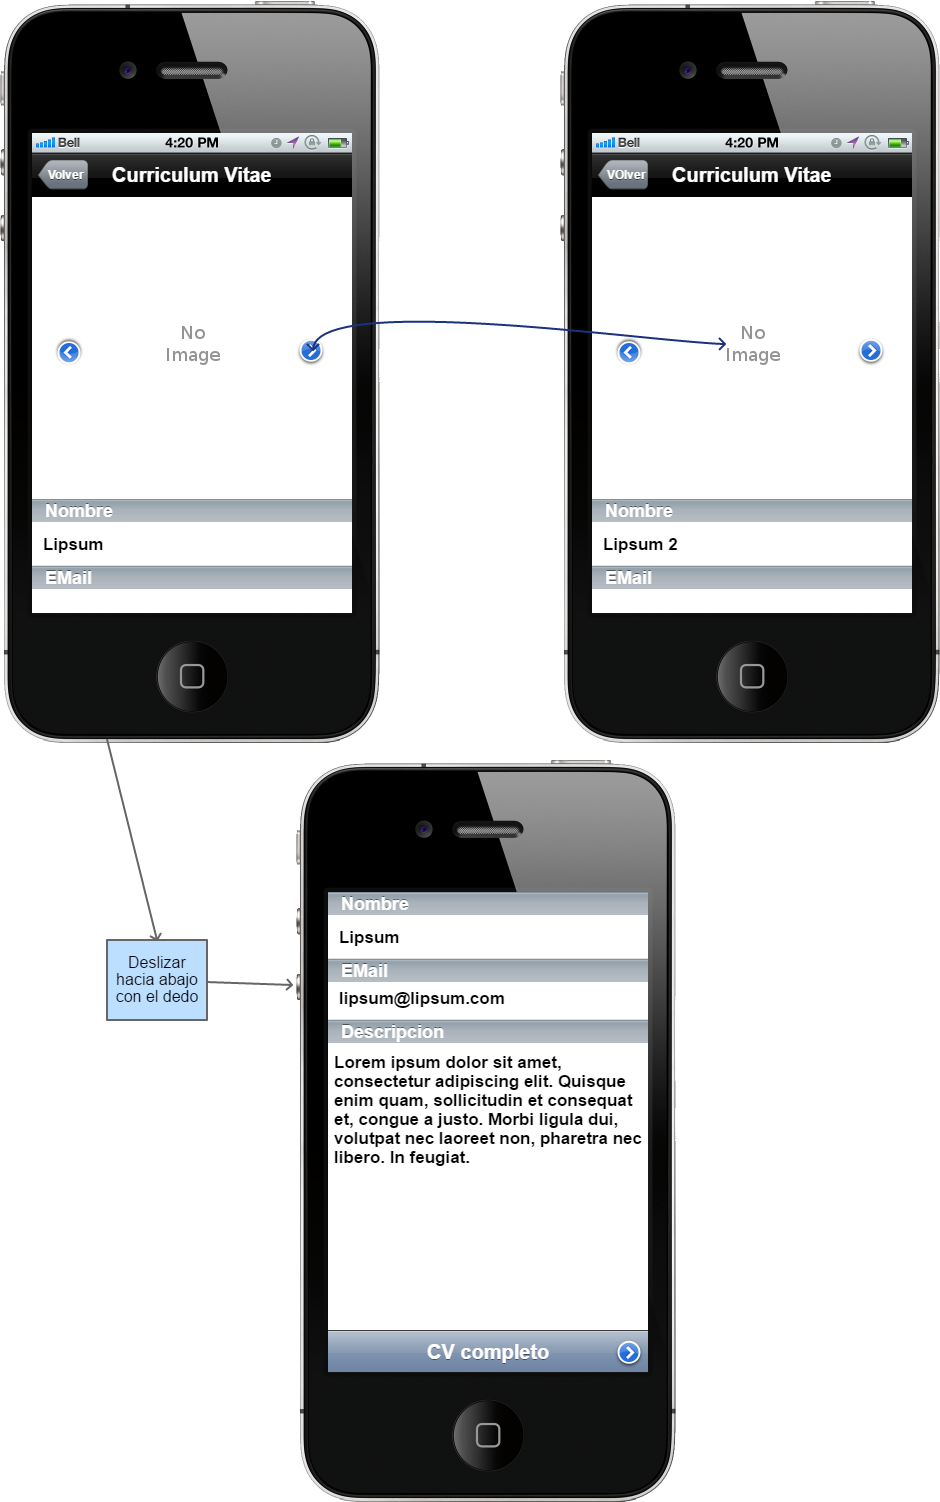 Bell 4:20 PM
Volver Curriculum Vitae
No
Image
Nombre
Lipsum
EMail
Bell 4:20 PM
VOlver Curriculum Vitae
No
Image
Nombre
Lipsum 2
EMail
Deslizar
hacia abajo
con el dedo
Nombre
Lipsum
EMail
lipsum@lipsum.com
Descripcion
Lorem ipsum dolor sit amet,
consectetur adipiscing elit. Quisque
enim quam, sollicitudin et consequat
et, congue a justo. Morbi ligula dui,
volutpat nec laoreet non, pharetra nec
libero. In feugiat.
CV completo